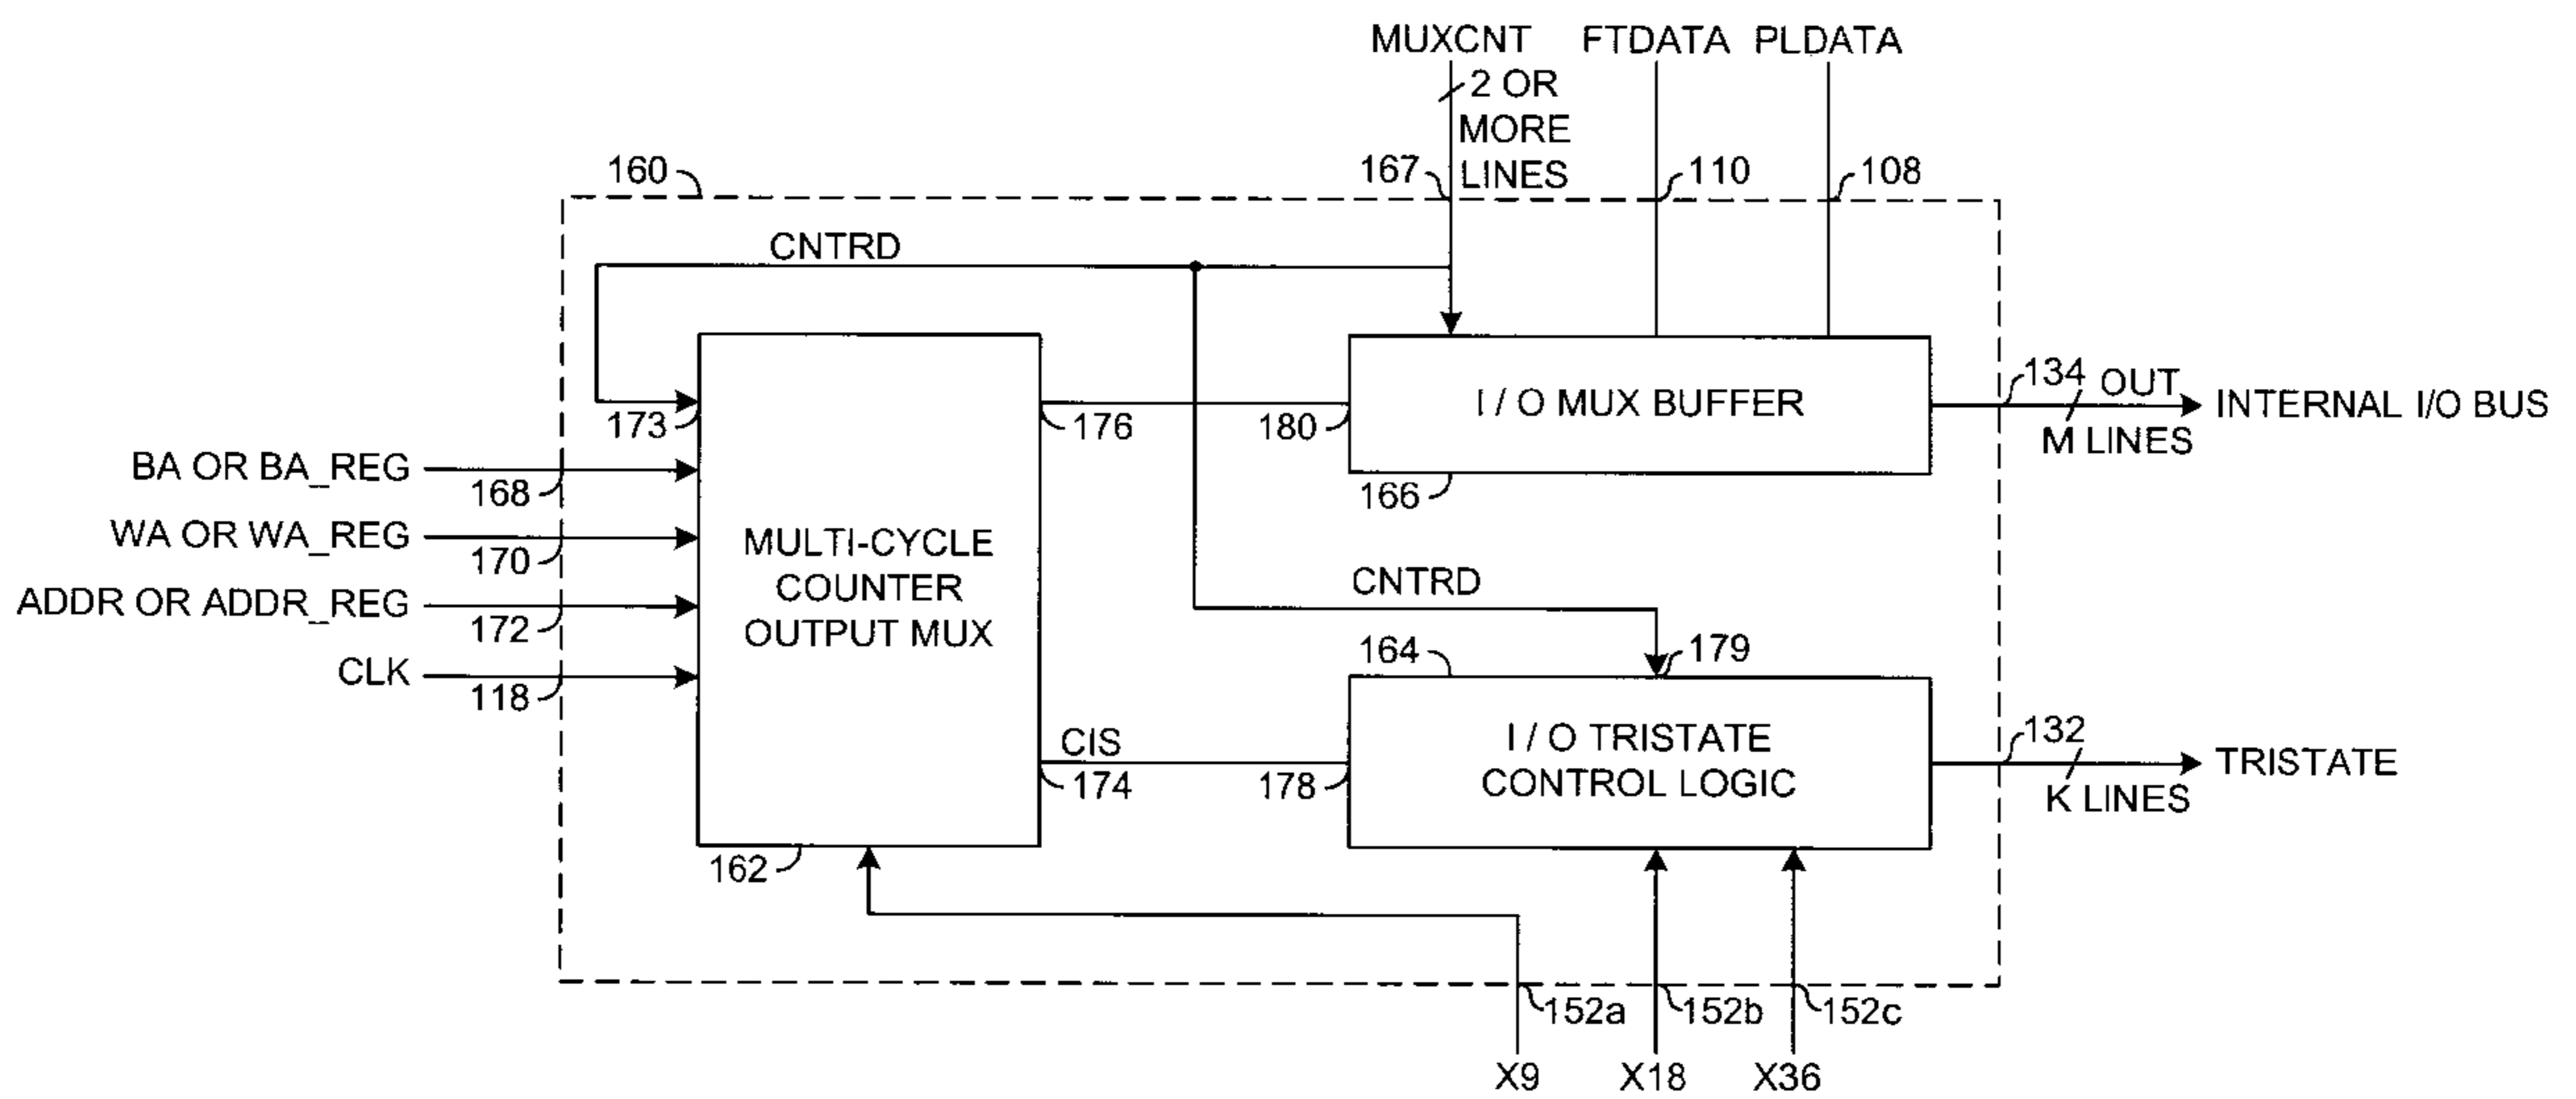 MUXCNT FTDATA PLDATA
2 OR
MORE
LINES
160 167 110 108
CNTRD
134 OUT
I / O MUX BUFFER
INTERNAL I/O BUS
M LINES
173 176 180
BA OR BA_REG
168
166
WA OR WA_REG
170
MULTI-CYCLE
COUNTER
OUTPUT MUX
CNTRD
ADDR OR ADDR_REG
172
164 179
CLK
118
CIS
174 178
I / O TRISTATE
CONTROL LOGIC
132
TRISTATE
K LINES
162
152a 152b 152c
X9 X18 X36